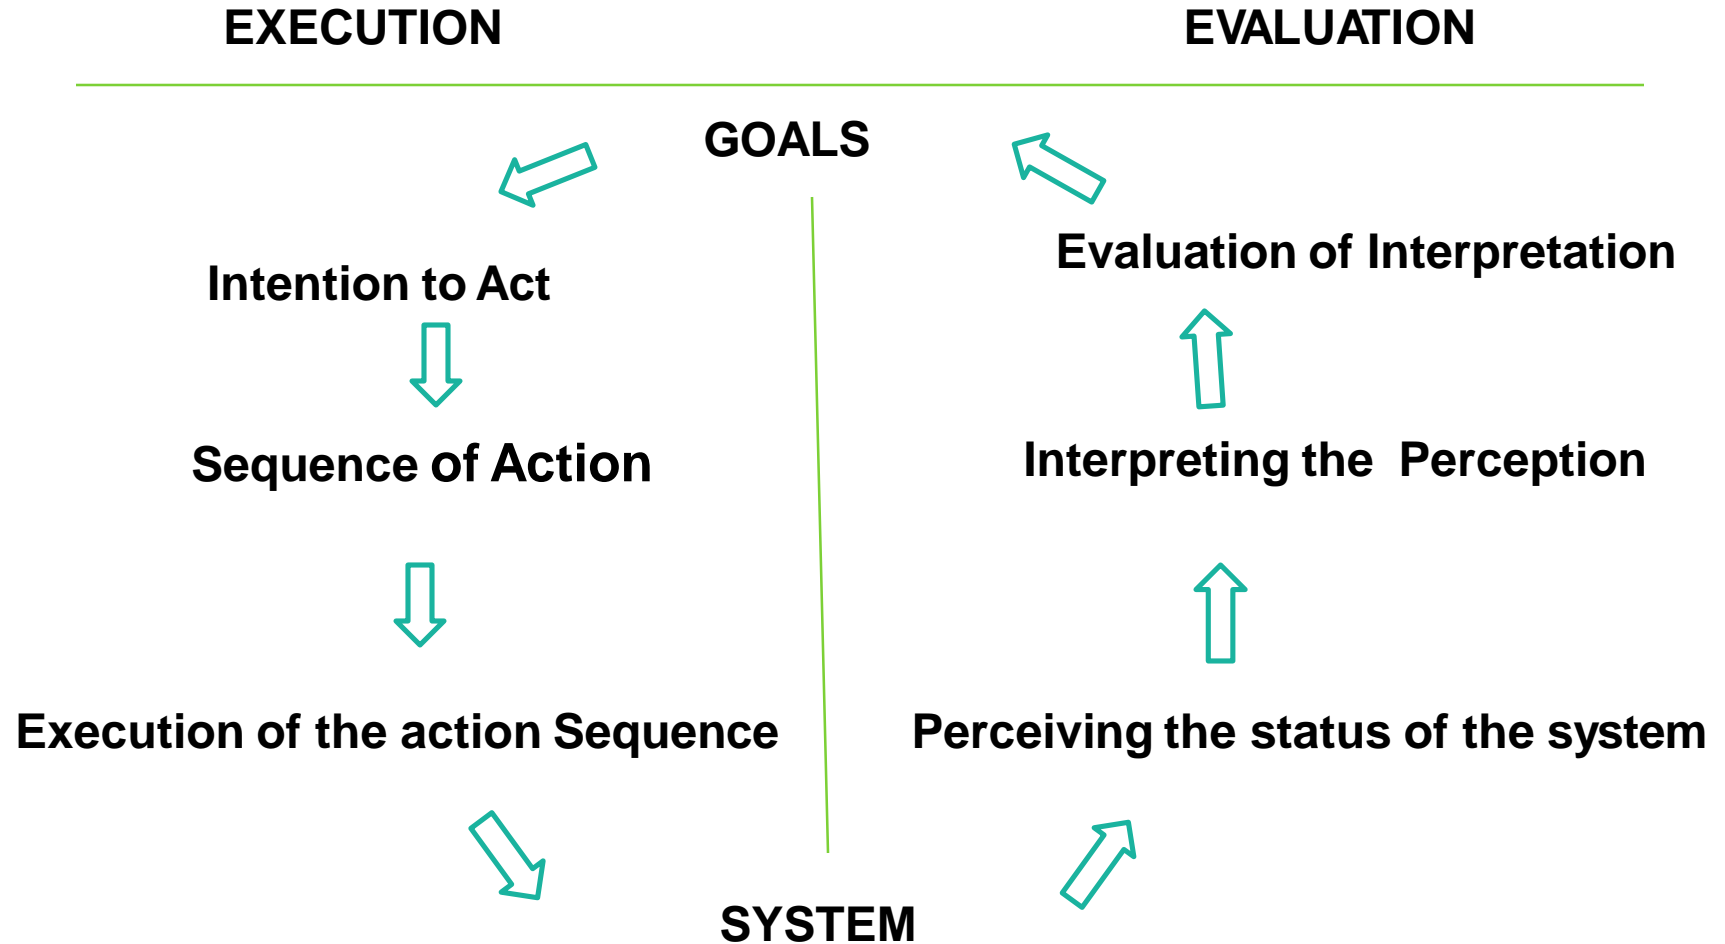 EXECUTION
EVALUATION
GOALS
Intention to Act
Evaluation of Interpretation
Sequence of Action
Interpreting the Perception
Execution of the action Sequence
Perceiving the status of the system
SYSTEM